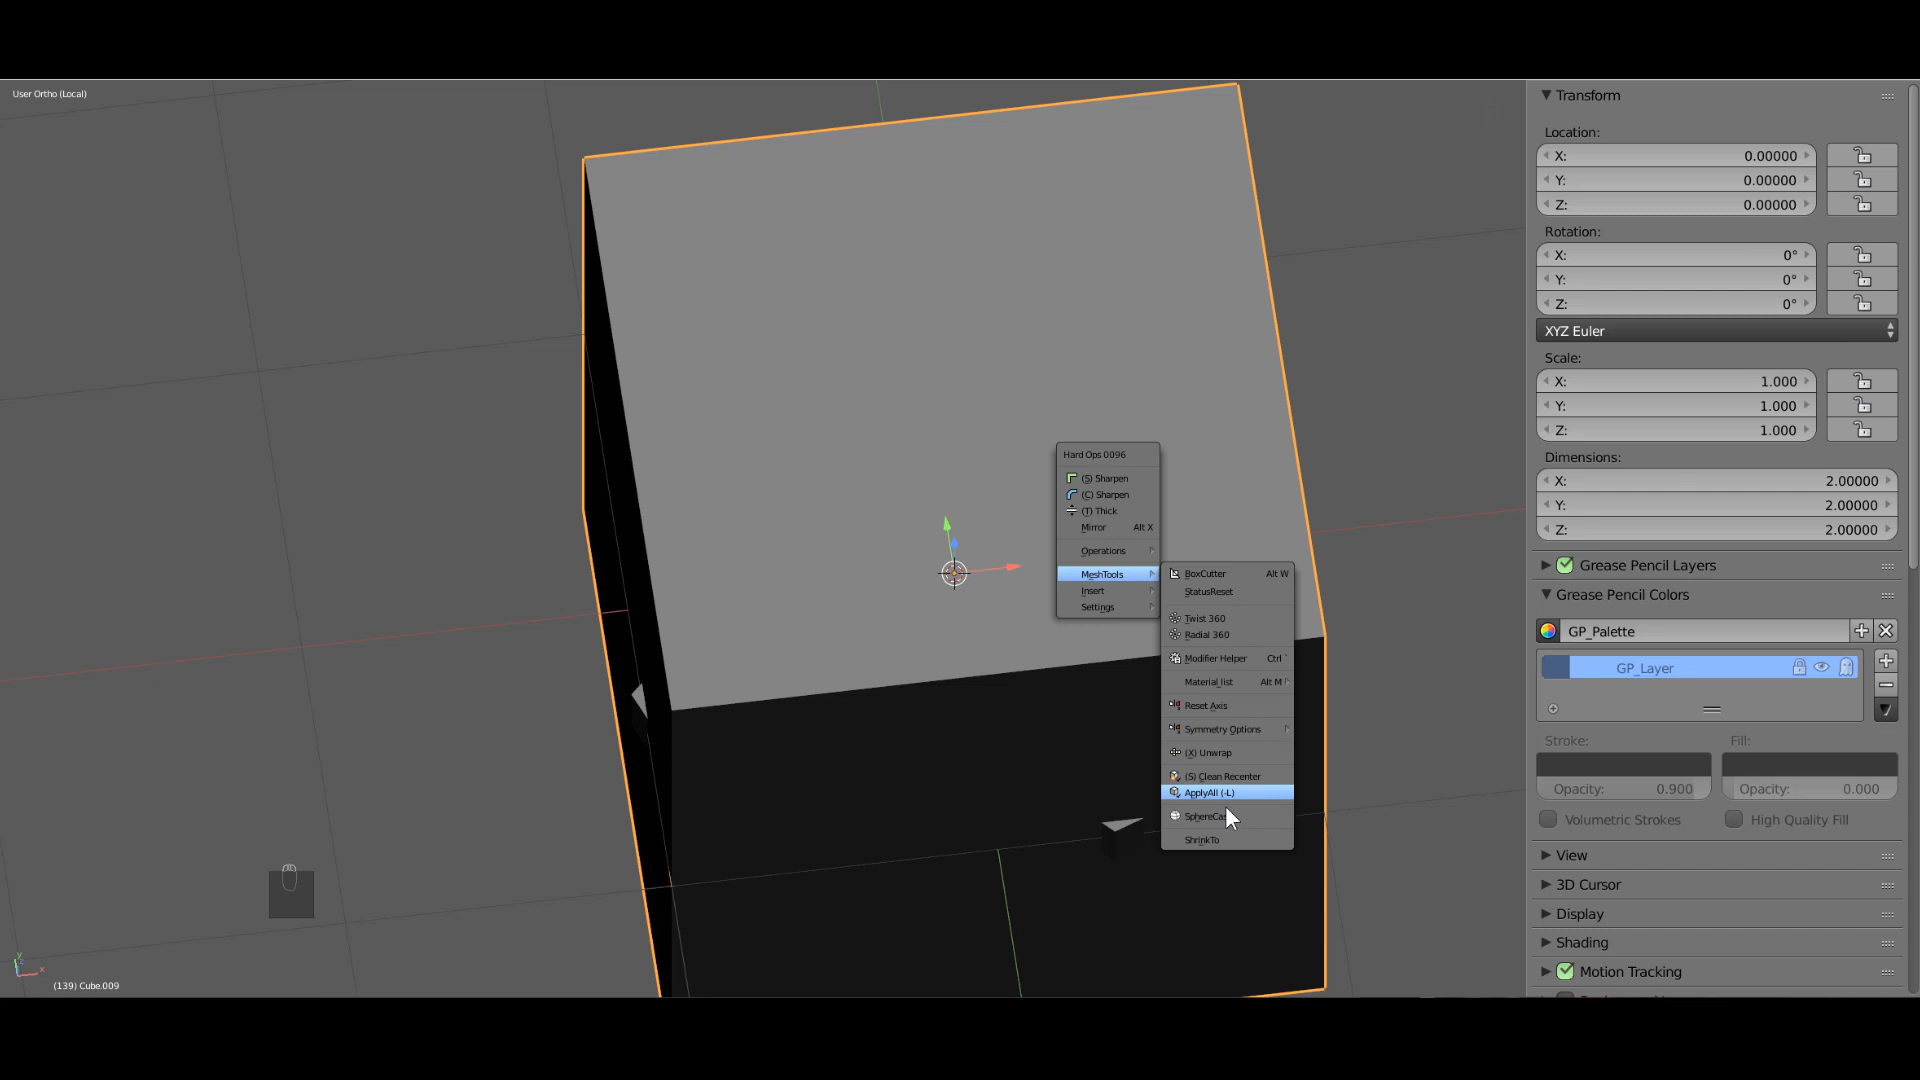 User Ortho (Local)
Hard Ops 0096
(S) Sharpen
(C) Sharpen
(T) Thick
Mirror Alt X
Operations
MeshTools
Insert
Settings
BoxCutter Alt W
StatusReset
Twist 360
Radial 360
Modifier Helper Ctrl `
Material_list Alt M
Reset Axis
Symmetry Options
(X) Unwrap
(S) Clean Recenter
ApplyAll (-L)
ShrinkTo
(139) Cube.009
Transform
Location:
X: 0.00000
Y: 0.00000
Z: 0.00000
Rotation:
X: 0°
Y: 0°
Z: 0°
XYZ Euler
Scale:
X: 1.000
Y: 1.000
Z: 1.000
Dimensions:
X: 2.00000
Y: 2.00000
Z: 2.00000
Grease Pencil Layers
Grease Pencil Colors
GP_Palette
GP_Layer
Stroke: Fill:
Opacity: 0.900 Opacity: 0.000
Volumetric Strokes High Quality Fill
View
3D Cursor
Display
Shading
Motion Tracking
y
x